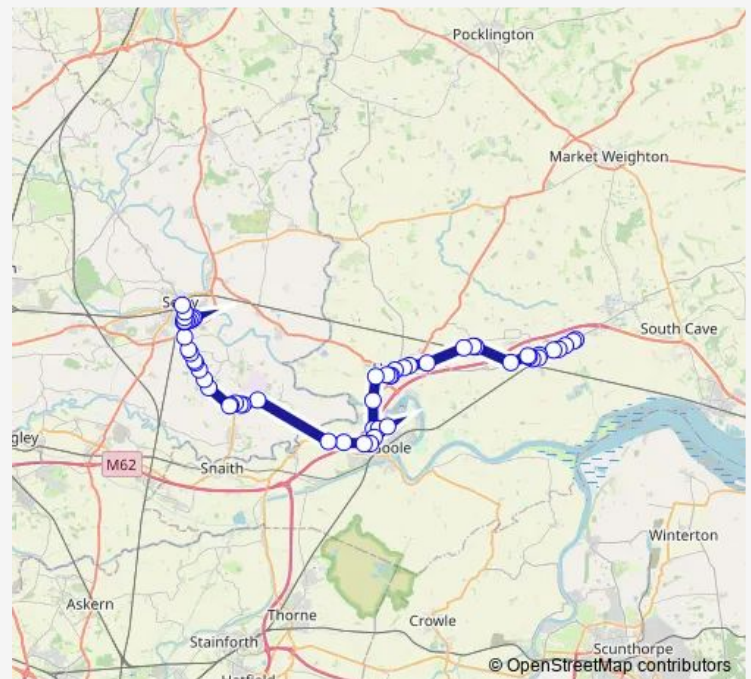 Pocklington
Market Weighton
South Cave
M62
Snaith
Winterton
Askern
Thorne
Crowle
Stainforth
Scunthorpe
© OpenStreetMap contributors